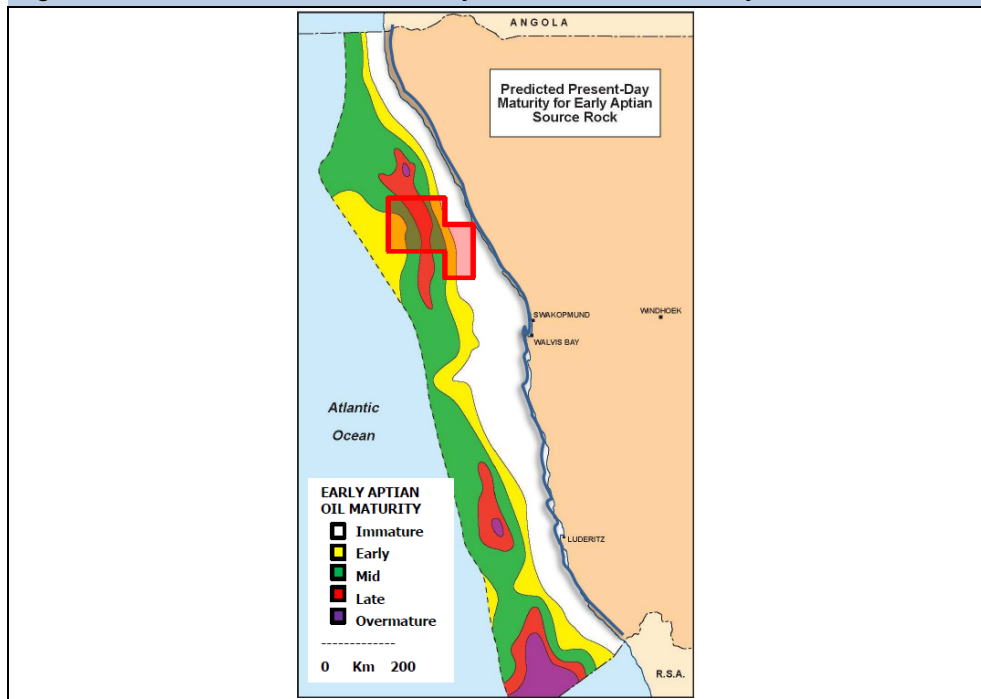 ANGOLA
Predicted Present-Day
Maturity for Early Aptian
Source Rock
SWAKOPMUND
WINDHOEK
WALVIS BAY
Atlantic
Ocean
EARLY APTIAN
OIL MATURITY
Immature
Early
Mid
Late
Overmature
0 Km 200
LUDERITZ
R.S.A.